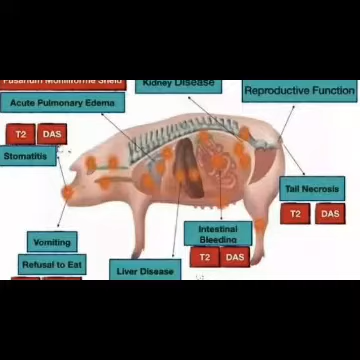 Fusarium Moniliforme Shield
Kidney Disease
Reproductive Function
Acute Pulmonary Edema
T2 DAS
Stomatitis
Tail Necrosis
T2 DAS
Vomiting
Intestinal
Bleeding
Refusal to Eat
T2 DAS
Liver Disease